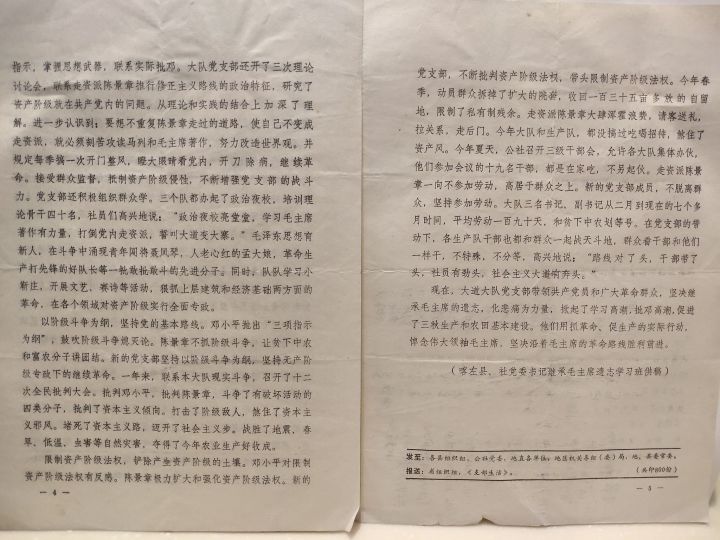 指示，掌握思想武器，联系实际批邓。大队党支部还开了三次理论
讨论会，联系走资派陈景章推行修正主义路线的政治特征，研究了
资产阶级就在共产党内的问题。从理论和实践的结合上加深了理
解。进一步认识到：要想不重复陈景章走过的道路，使自己不变成
走资派，就必须刻苦攻读马列和毛主席著作，努力改造世界观。并
规定每季搞一次开门整风，瞪大眼睛看党内，开刀除病，继续革
命。接受群众监督，抵制资产阶级侵性，不断增强党支部的战斗
力。党支部还积极组织群众学。三个队都办起了政治夜校，培训理
论骨干四十名，社员们高兴地说：“政治夜校亮堂堂，学习毛主席
著作有力量，打倒党内走资派，誓叫大道变大寨。”毛泽东思想育
新人，在斗争中涌现青年闯将聂凤琴，人老心红的孟大娘，革命生
产打先锋的好队长等一批敢批敢斗的先进分子。同时，队队学习小
靳庄，开展文艺、赛诗等活动，狠抓上层建筑和经济基础两方面的
革命，在各个领域对资产阶级实行全面专政。
以阶级斗争为纲，坚持党的基本路线。邓小平抛出“三项指示
为纲”，鼓吹阶级斗争熄灭论。陈景章不抓阶级斗争，让贫下中农
和富农分子讲团结。新的党支部坚持以阶级斗争为纲，坚持无产阶
级专政下的继续革命。一年来，联系本大队现实斗争，召开了十二
次全民批判大会。批判邓小平，批判陈景章，斗争了有破坏活动的
四类分子，批判了资本主义倾向。打击了阶级敌人，煞住了资本主
义邪风。堵死了资本主义路，迈开了社会主义步。战胜了地震、春
旱、低温、虫害等自然灾害，夺得了今年农业生产好收成。
限制资产阶级法权，铲除产生资产阶级的土壤。邓小平对限制
资产阶级法权有反感。陈景章极力扩大和强化资产阶级法权。新的
— 4 —
党支部，不断批判资产阶级法权，带头限制资产阶级法权。今年春
季，动员群众拆掉了扩大的院落，收回一百三十五亩多放的自留
地，限制了私有制残余。走资派陈景章大肆浑霍浪费，请客送礼，
拉关系，走后门。今年大队和生产队，都没搞过吃喝招待，煞住了
资产风。今年夏天，公社召开三级干部会，允许各大队集体办伙，
他们参加会议的十九名干部，都是在家吃，不另起伙。走资派陈景
章一向不参加劳动，高居于群众之上。新的党支部成员，不脱离群
众，坚持参加劳动。大队三名书记、副书记从二月到现在的七个多
月时间，平均劳动一百九十天，和贫下中农划等号。在党支部的带
动下，各生产队干部也都和群众一起战天斗地，群众看干部和他们
一样干，不特殊，不分等，高兴地说：“路线对了头，干部带了
头，社员有劲头，社会主义大道响奔头。”
现在，大道大队党支部带领共产党员和广大革命群众，坚决继
承毛主席的遗志，化悲痛为力量，掀起了学习高潮，批邓高潮，促进
了三秋生产和农田基本建设。他们用抓革命、促生产的实际行动，
悼念伟大领袖毛主席，坚决沿着毛主席的革命路线胜利前进。
（喀左县、社党委书记继承毛主席遗志学习班供稿）
发至：各县组织组、公社党委，地直各单位，地区机关各组（委）局，地、县委常委。
报送：省组织组，《支部生活》。 （共印800份）
— 5 —